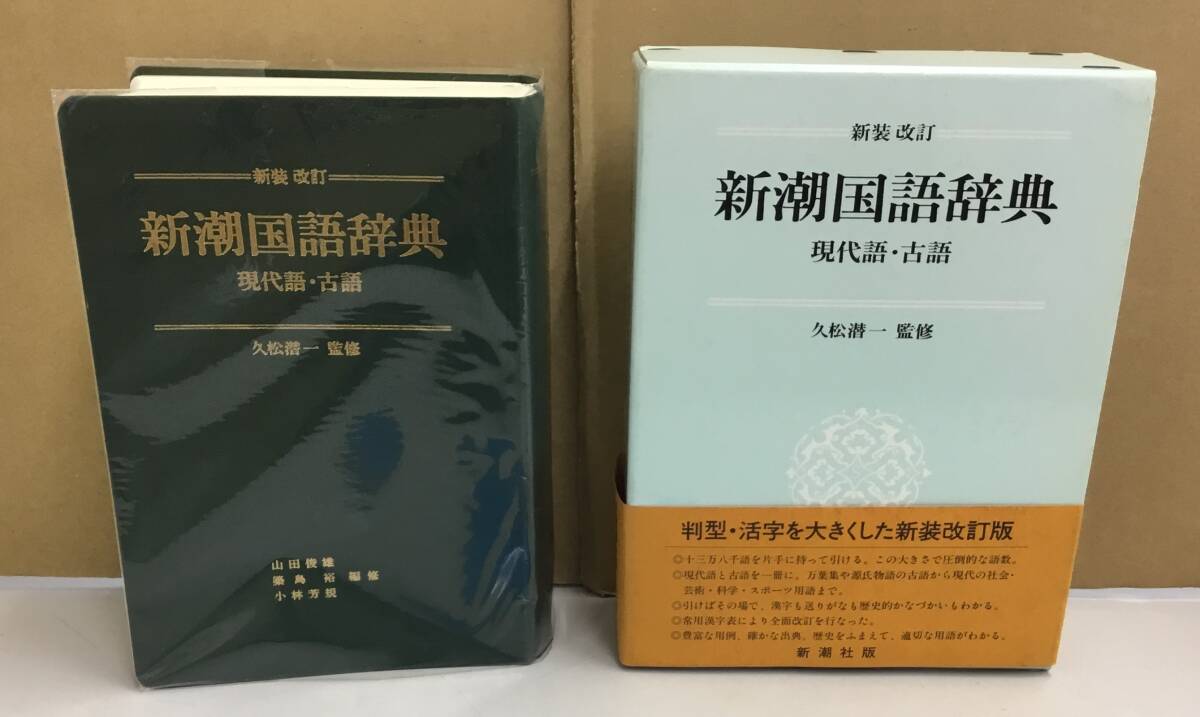 新装 改訂
新潮国語辞典
現代語・古語
久松潜一 監修
山田俊雄
築島 裕 編修
小林芳規
新装 改訂
新潮国語辞典
現代語・古語
久松潜一 監修
判型・活字を大きくした新装改訂版
◎十三万八千語を片手に持って引ける。この大きさで圧倒的な語数。
◎現代語と古語を一冊に。万葉集や源氏物語の古語から現代の社会・
芸術・科学・スポーツ用語まで。
◎引けばその場で、漢字も送りがなも歴史的かなづかいもわかる。
◎常用漢字表により全面改訂を行なった。
◎豊富な用例、確かな出典、歴史をふまえて、適切な用語がわかる。
新潮社版